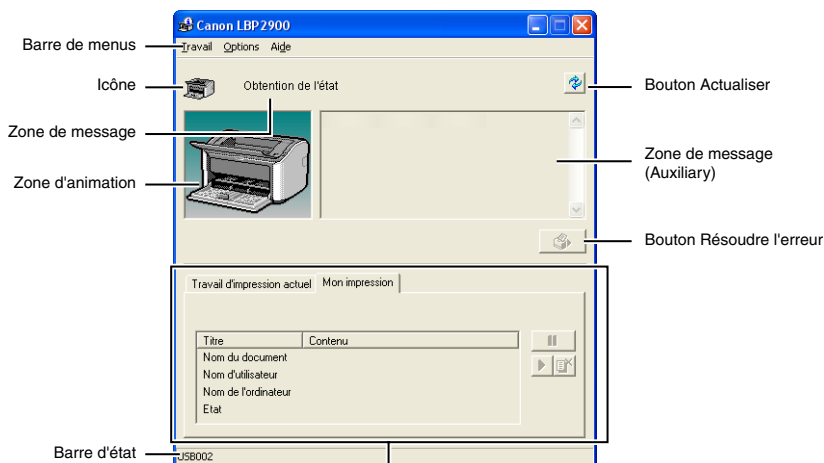 Canon LBP2900
Barre de menus
Travail Options Aide
Icône
Obtention de l'état
Bouton Actualiser
Zone de message
Zone de message
(Auxiliary)
Zone d'animation
Bouton Résoudre l'erreur
Travail d'impression actuel Mon impression
Titre Contenu
Nom du document
Nom d'utilisateur
Nom de l'ordinateur
Etat
Barre d'état
USB002